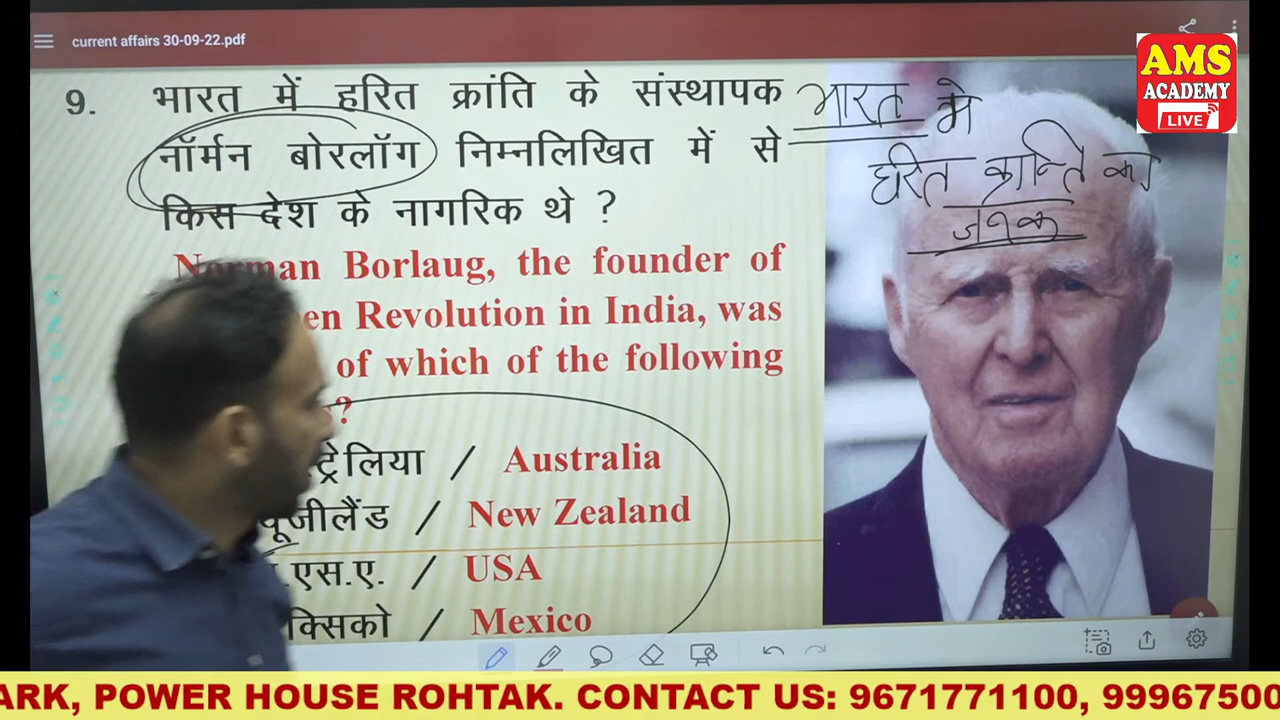 current affairs 30-09-22.pdf
AMS
ACADEMY
LIVE
9. भारत में हरित क्रांति के संस्थापक
नॉर्मन बोरलॉग निम्नलिखित में से
किस देश के नागरिक थे ?
भारत मे
हरित क्रान्ति का
जनक
Norman Borlaug, the founder of
en Revolution in India, was
of which of the following
?
ट्रेलिया / Australia
यूजीलैंड / New Zealand
.एस.ए. / USA
क्सिको / Mexico
ARK, POWER HOUSE ROHTAK. CONTACT US: 9671771100, 99967500